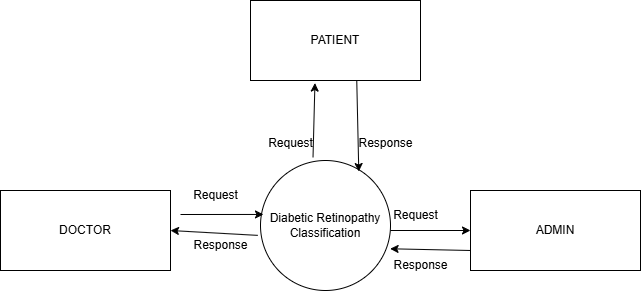 PATIENT
Request
Response
Request
Diabetic Retinopathy
Classification
Request
DOCTOR
Response
ADMIN
Response